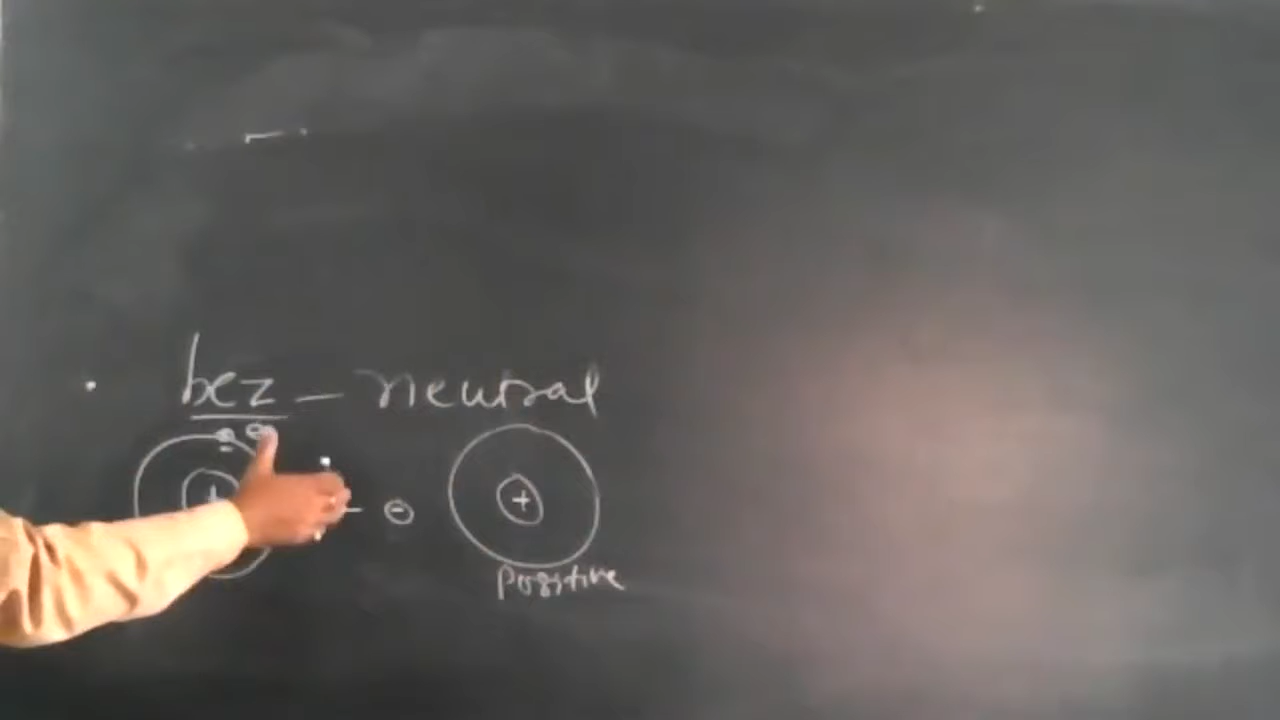 bez – neutral
+ – ⊖ +
positive